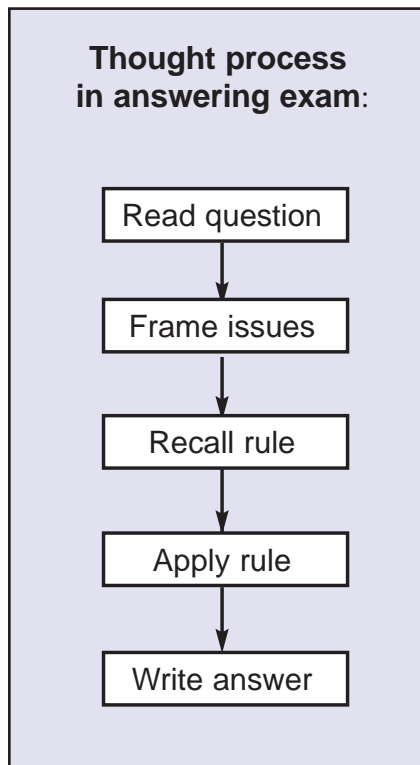 Thought process
in answering exam:
Read question
Frame issues
Recall rule
Apply rule
Write answer